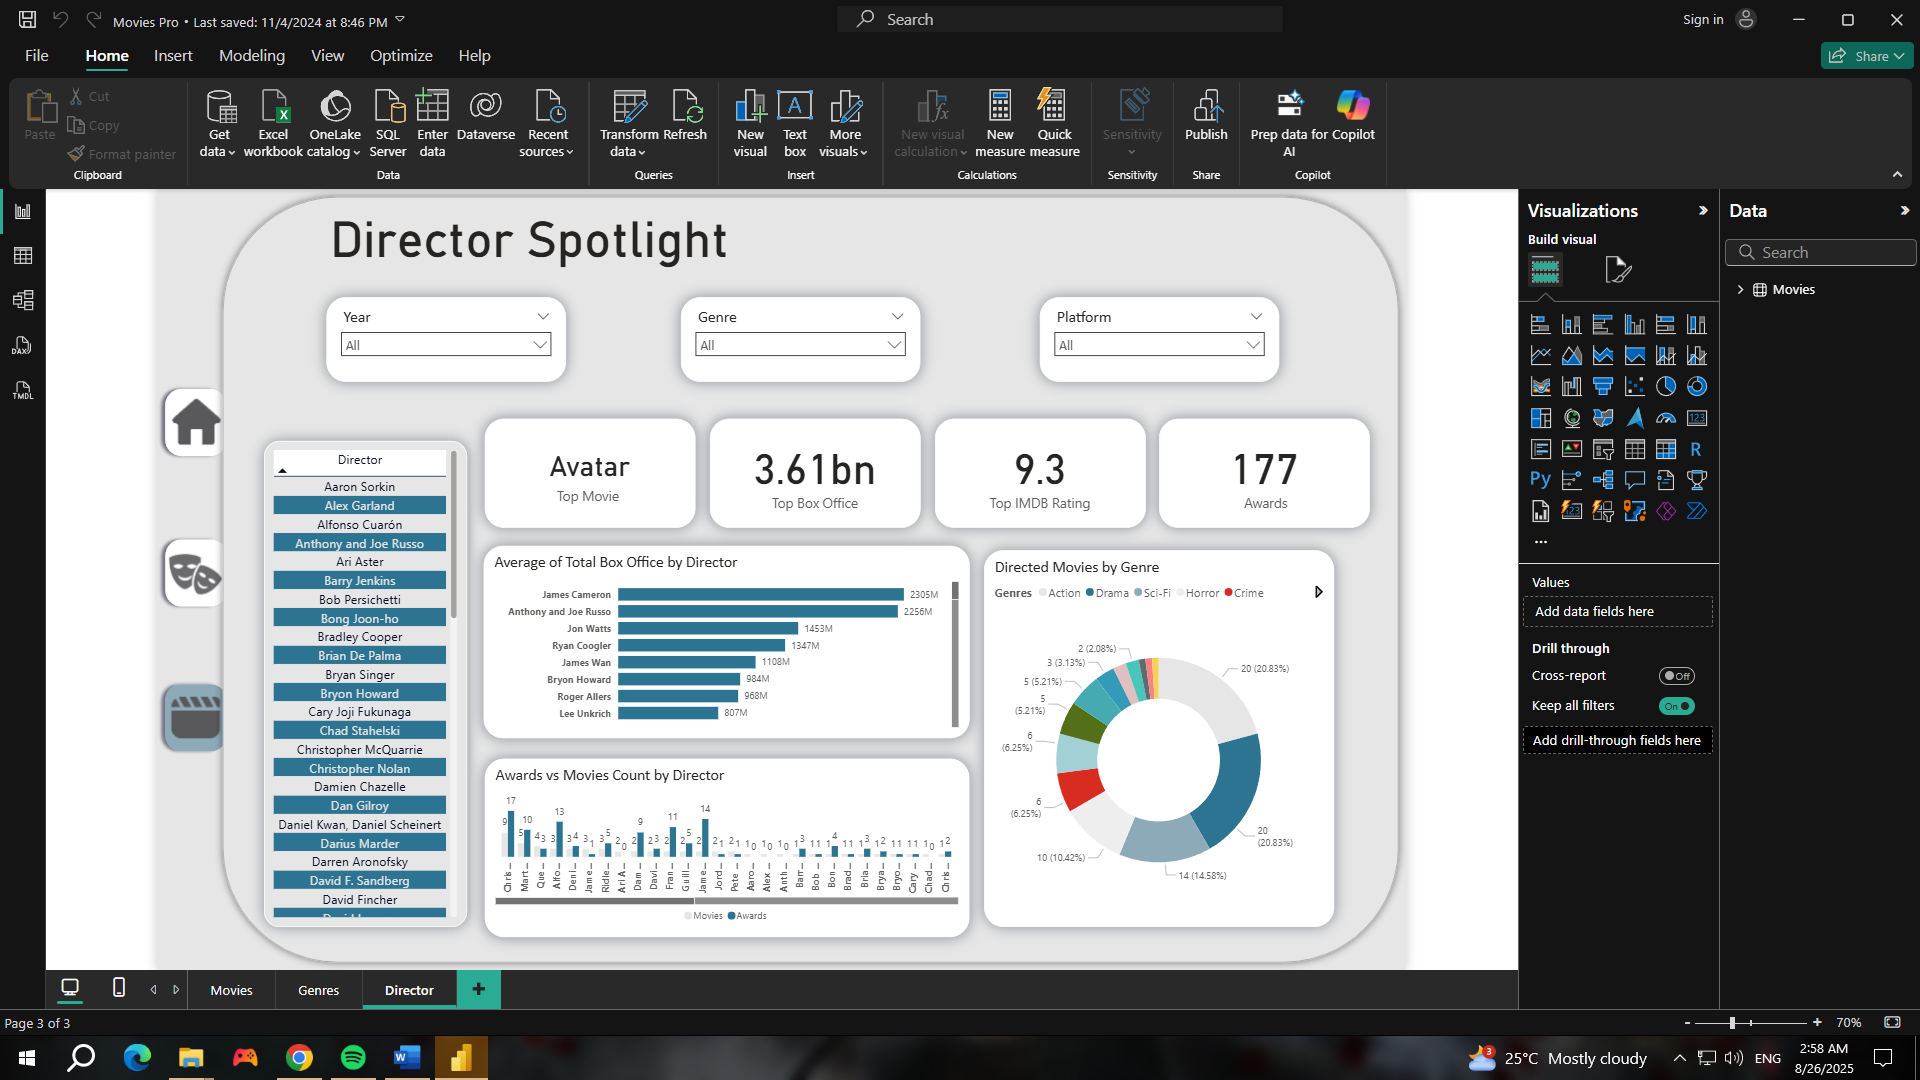 Movies Pro • Last saved: 11/4/2024 at 8:46 PM
Search
Sign in
File Home Insert Modeling View Optimize Help
Share
Paste
Cut
Copy
Format painter
Clipboard
Get data
Excel workbook
OneLake catalog
SQL Server
Enter data
Dataverse
Recent sources
Data
Transform data
Refresh
Queries
New visual
Text box
More visuals
Insert
New visual calculation
New measure
Quick measure
Calculations
Sensitivity
Sensitivity
Publish
Share
Prep data for AI
Copilot
Copilot
DAX
TMDL
Director Spotlight
Year
All
Genre
All
Platform
All
Director
Aaron Sorkin
Alex Garland
Alfonso Cuarón
Anthony and Joe Russo
Ari Aster
Barry Jenkins
Bob Persichetti
Bong Joon-ho
Bradley Cooper
Brian De Palma
Bryan Singer
Bryon Howard
Cary Joji Fukunaga
Chad Stahelski
Christopher McQuarrie
Christopher Nolan
Damien Chazelle
Dan Gilroy
Daniel Kwan, Daniel Scheinert
Darius Marder
Darren Aronofsky
David F. Sandberg
David Fincher
Avatar
Top Movie
3.61bn
Top Box Office
9.3
Top IMDB Rating
177
Awards
Average of Total Box Office by Director
James Cameron 2305M
Anthony and Joe Russo 2256M
Jon Watts 1453M
Ryan Coogler 1347M
James Wan 1108M
Bryon Howard 984M
Roger Allers 968M
Lee Unkrich 807M
Awards vs Movies Count by Director
9 17 5 10 4 3 3 13 3 4 3 1 3 5 2 0 2 9 2 3 2 11 2 5 2 14 2 1 2 1 1 0 1 0 1 0 1 3 1 1 1 4 1 1 1 3 1 2 1 1 1 1 1 0 1 2
Chris... Mart... Que... Alfo... Deni... Jame... Ridle... Ari A... Dam... Davi... Fran... Guill... Jame... Jord... Pete ... Aaro... Alex ... Anth... Barr... Bob ... Bon... Brad... Bria... Brya... Bryo... Cary ... Chad... Chris...
Movies Awards
Directed Movies by Genre
Genres Action Drama Sci-Fi Horror Crime
20 (20.83%)
20 (20.83%)
14 (14.58%)
10 (10.42%)
6 (6.25%)
6 (6.25%)
5 (5.21%)
5 (5.21%)
3 (3.13%)
2 (2.08%)
Visualizations
Build visual
123
R
Py
123
...
Values
Add data fields here
Drill through
Cross-report Off
Keep all filters On
Add drill-through fields here
Data
Search
Movies
Movies Genres Director +
Page 3 of 3
- + 70%
3
25°C Mostly cloudy
ENG
2:58 AM
8/26/2025